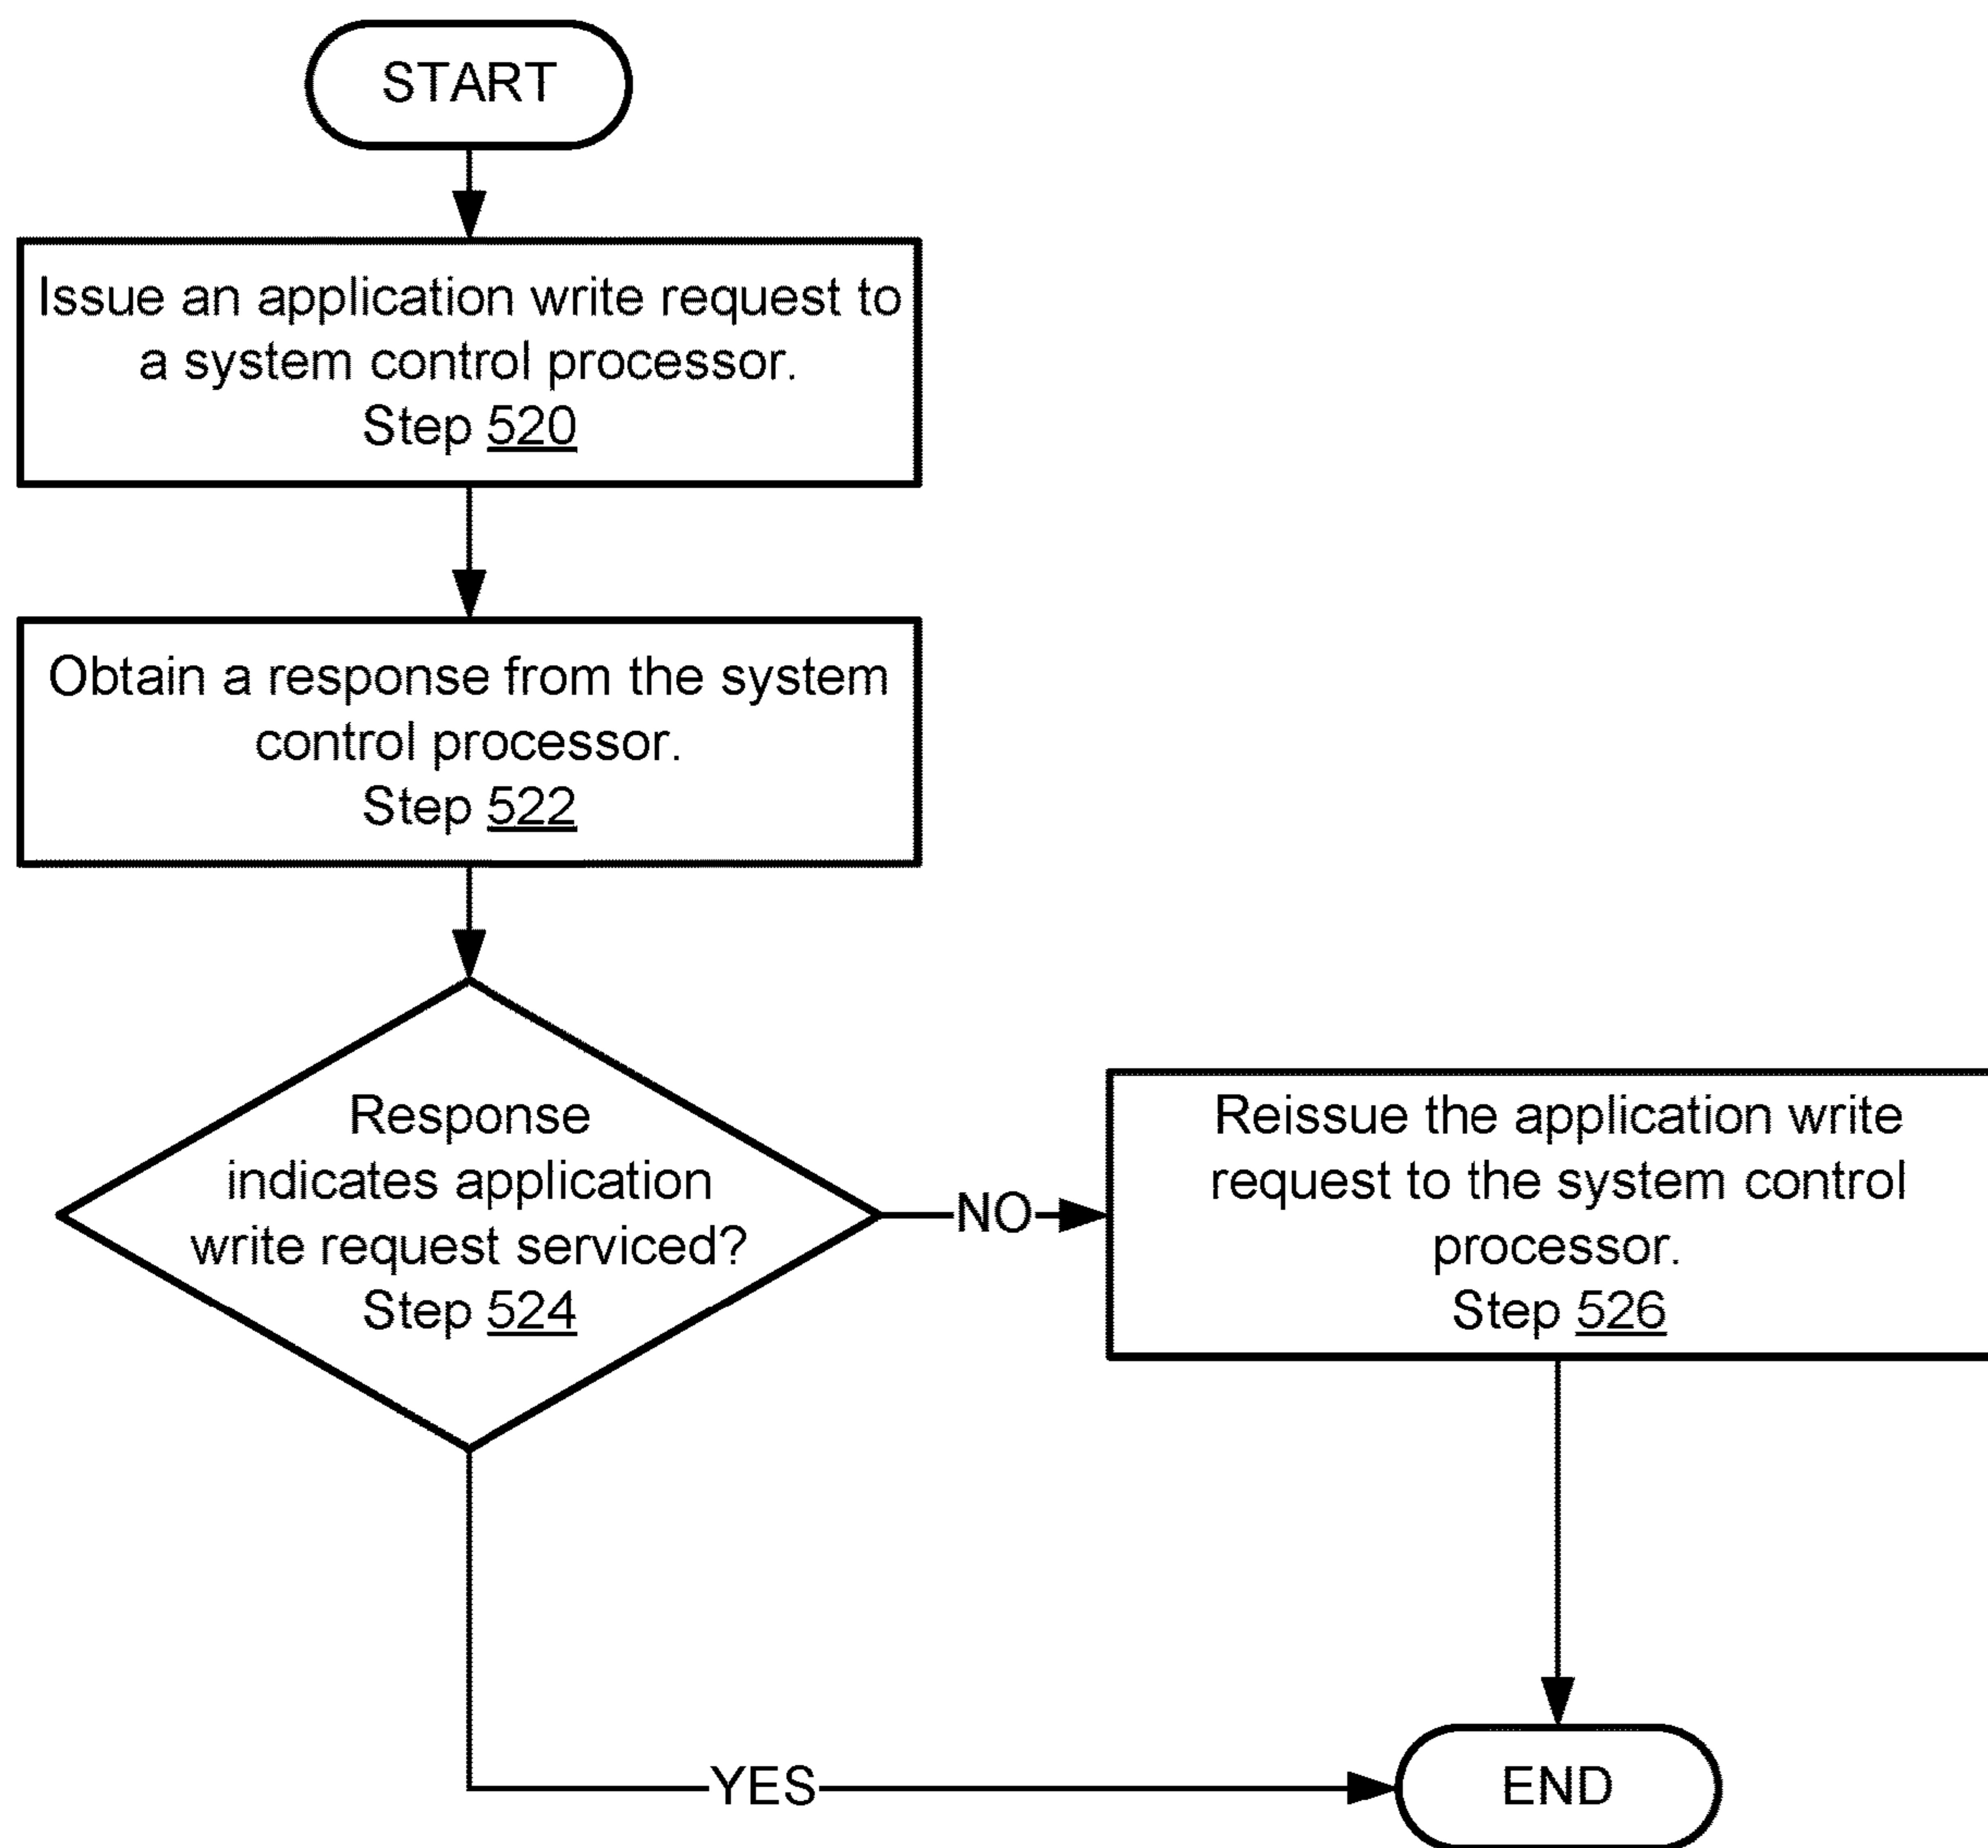 START
Issue an application write request to
a system control processor.
Step 520
Obtain a response from the system
control processor.
Step 522
Response
indicates application
write request serviced?
Step 524
NO
Reissue the application write
request to the system control
processor.
Step 526
YES
END